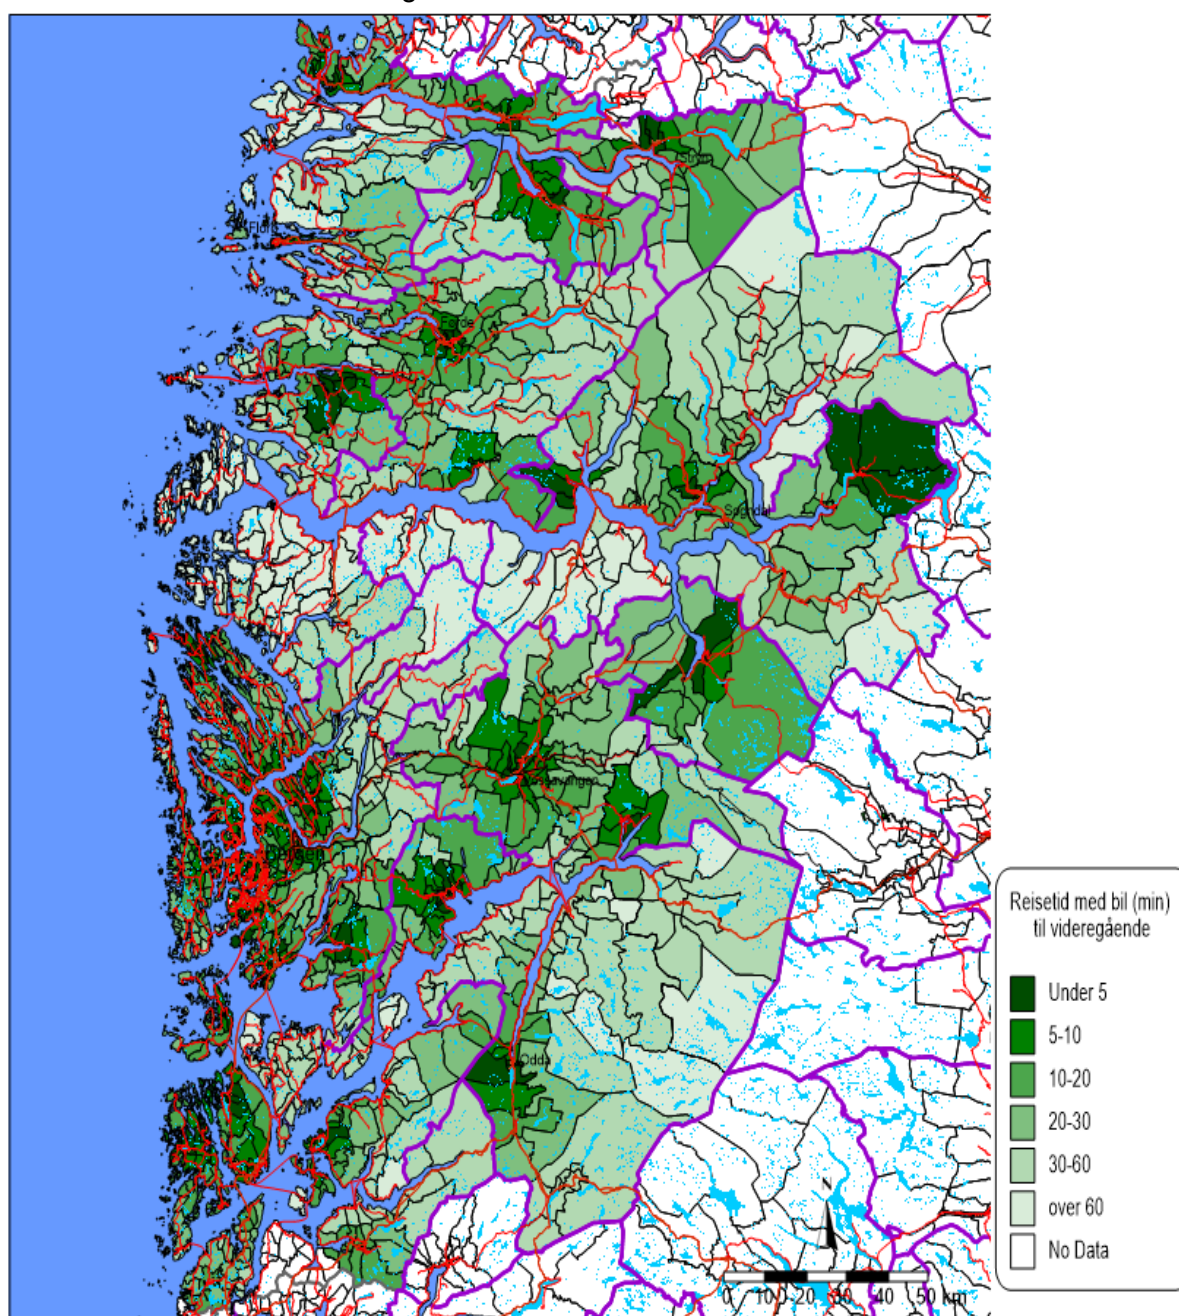 Stryn
Florø
Førde
Sogndal
Vossavangen
Bergen
Odda
Reisetid med bil (min)
til videregående
Under 5
5-10
10-20
20-30
30-60
over 60
No Data
N
0 10 20 30 40 50 km